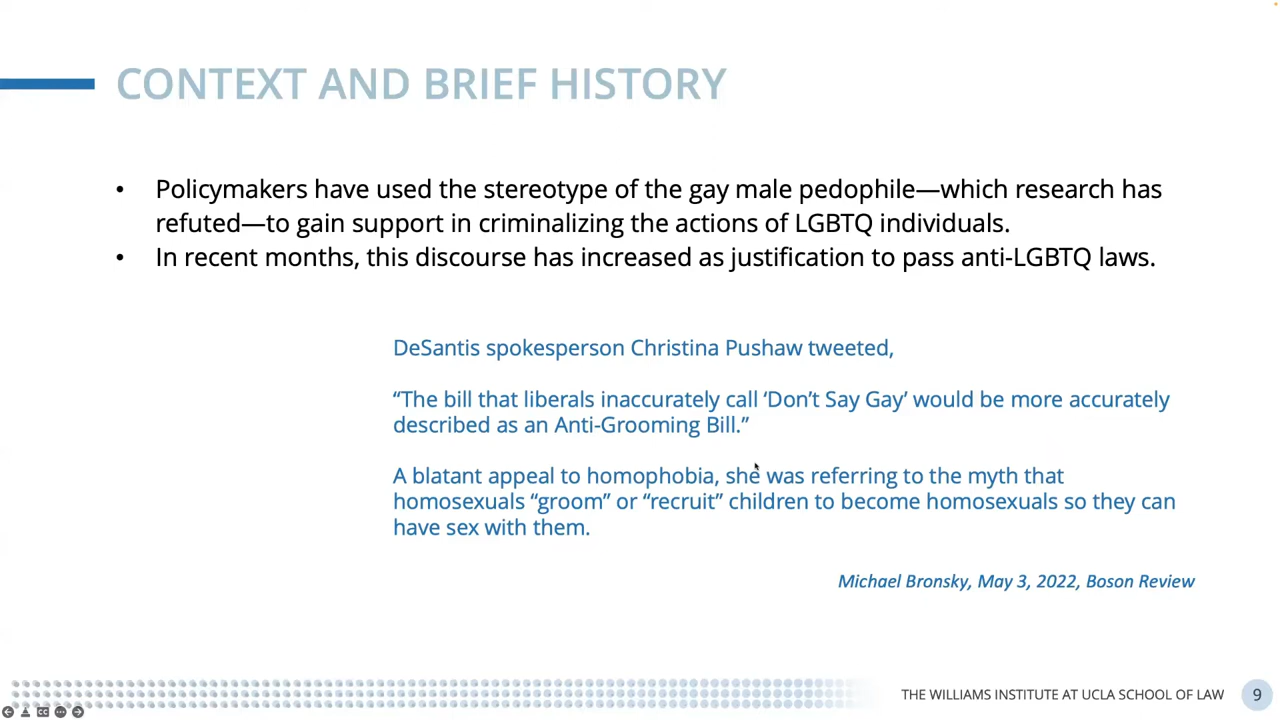 CONTEXT AND BRIEF HISTORY
• Policymakers have used the stereotype of the gay male pedophile—which research has
refuted—to gain support in criminalizing the actions of LGBTQ individuals.
• In recent months, this discourse has increased as justification to pass anti-LGBTQ laws.
DeSantis spokesperson Christina Pushaw tweeted,
“The bill that liberals inaccurately call ‘Don’t Say Gay’ would be more accurately
described as an Anti-Grooming Bill.”
A blatant appeal to homophobia, she was referring to the myth that
homosexuals “groom” or “recruit” children to become homosexuals so they can
have sex with them.
Michael Bronsky, May 3, 2022, Boson Review
THE WILLIAMS INSTITUTE AT UCLA SCHOOL OF LAW 9